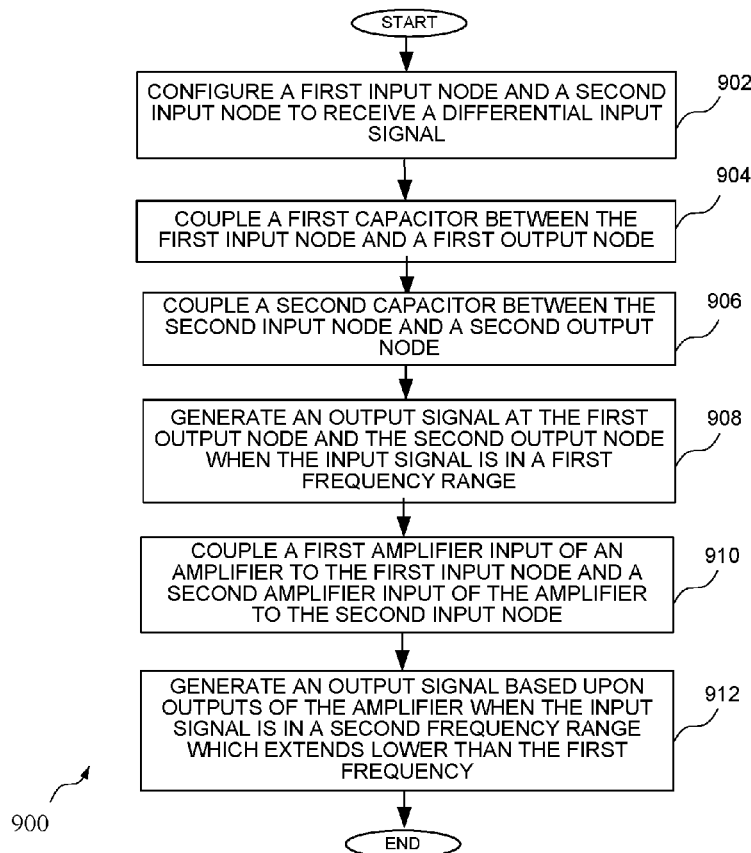 START
CONFIGURE A FIRST INPUT NODE AND A SECOND
INPUT NODE TO RECEIVE A DIFFERENTIAL INPUT
SIGNAL
902
COUPLE A FIRST CAPACITOR BETWEEN THE
FIRST INPUT NODE AND A FIRST OUTPUT NODE
904
COUPLE A SECOND CAPACITOR BETWEEN THE
SECOND INPUT NODE AND A SECOND OUTPUT
NODE
906
GENERATE AN OUTPUT SIGNAL AT THE FIRST
OUTPUT NODE AND THE SECOND OUTPUT NODE
WHEN THE INPUT SIGNAL IS IN A FIRST
FREQUENCY RANGE
908
COUPLE A FIRST AMPLIFIER INPUT OF AN
AMPLIFIER TO THE FIRST INPUT NODE AND A
SECOND AMPLIFIER INPUT OF THE AMPLIFIER
TO THE SECOND INPUT NODE
910
GENERATE AN OUTPUT SIGNAL BASED UPON
OUTPUTS OF THE AMPLIFIER WHEN THE INPUT
SIGNAL IS IN A SECOND FREQUENCY RANGE
WHICH EXTENDS LOWER THAN THE FIRST
FREQUENCY
912
900
END